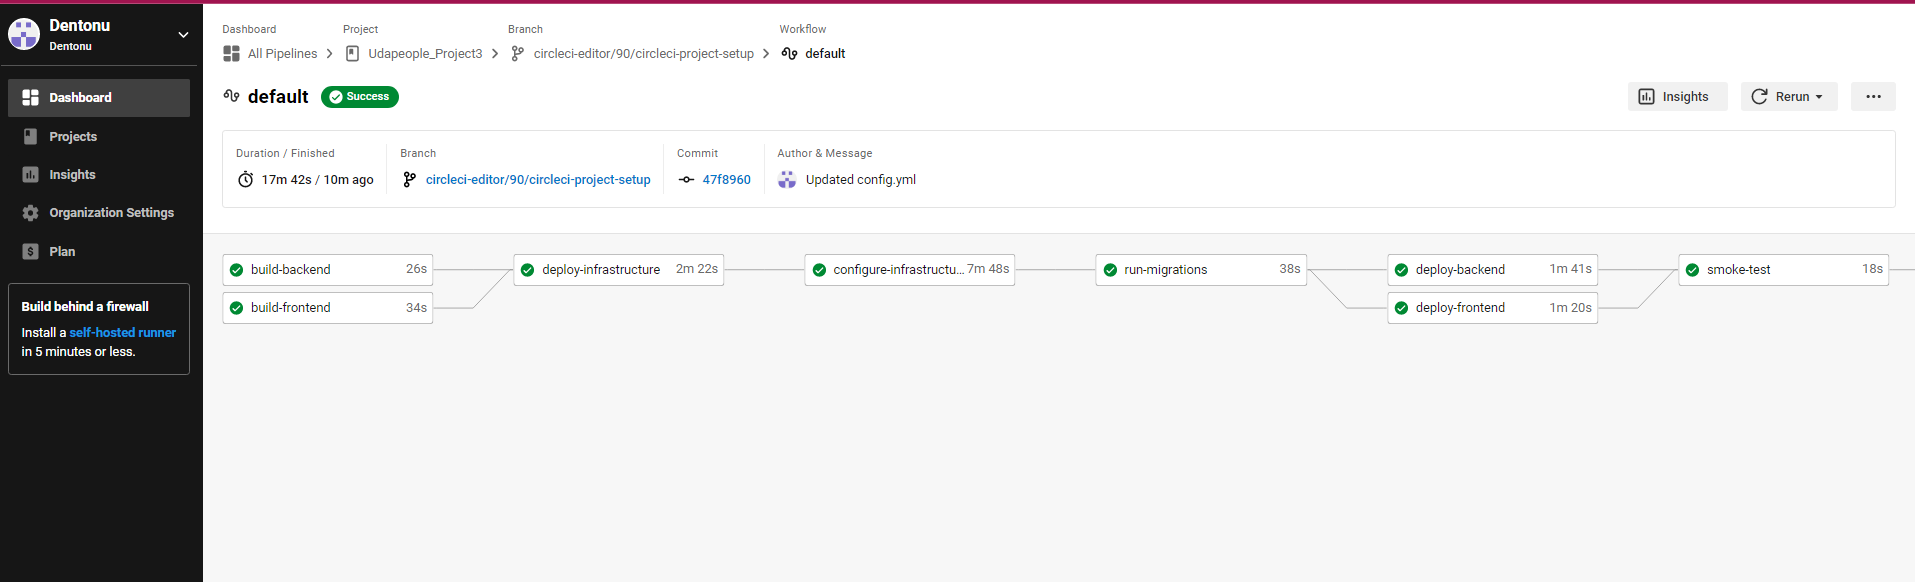 Dentonu
Dentonu
Dashboard
Projects
Insights
Organization Settings
Plan
Build behind a firewall
Install a self-hosted runner
in 5 minutes or less.
Dashboard Project Branch Workflow
All Pipelines Udapeople_Project3 circleci-editor/90/circleci-project-setup default
default Success Insights Rerun
Duration / Finished Branch Commit Author & Message
17m 42s / 10m ago circleci-editor/90/circleci-project-setup 47f8960 Updated config.yml
build-backend 26s deploy-infrastructure 2m 22s configure-infrastructu... 7m 48s run-migrations 38s deploy-backend 1m 41s smoke-test 18s
build-frontend 34s deploy-frontend 1m 20s